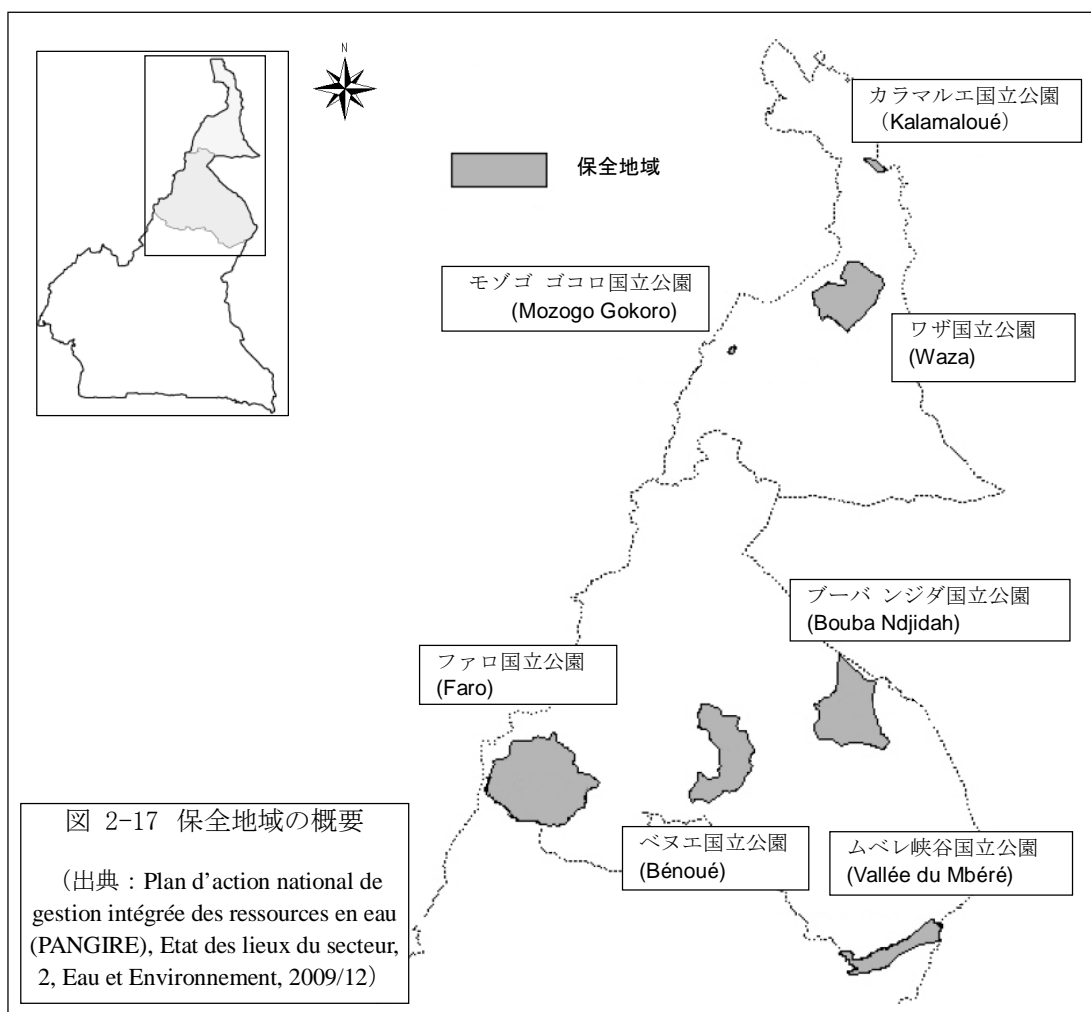 N
カラマルエ国立公園
(Kalamaloué)
保全地域
モゾゴ ゴコロ国立公園
(Mozogo Gokoro)
ワザ国立公園
(Waza)
ブーバ ンジダ国立公園
(Bouba Ndjidah)
ファロ国立公園
(Faro)
ベヌエ国立公園
(Bénoué)
ムベレ峡谷国立公園
(Vallée du Mbéré)
図 2-17 保全地域の概要
(出典：Plan d'action national de
gestion intégrée des ressources en eau
(PANGIRE), Etat des lieux du secteur,
2, Eau et Environnement, 2009/12)